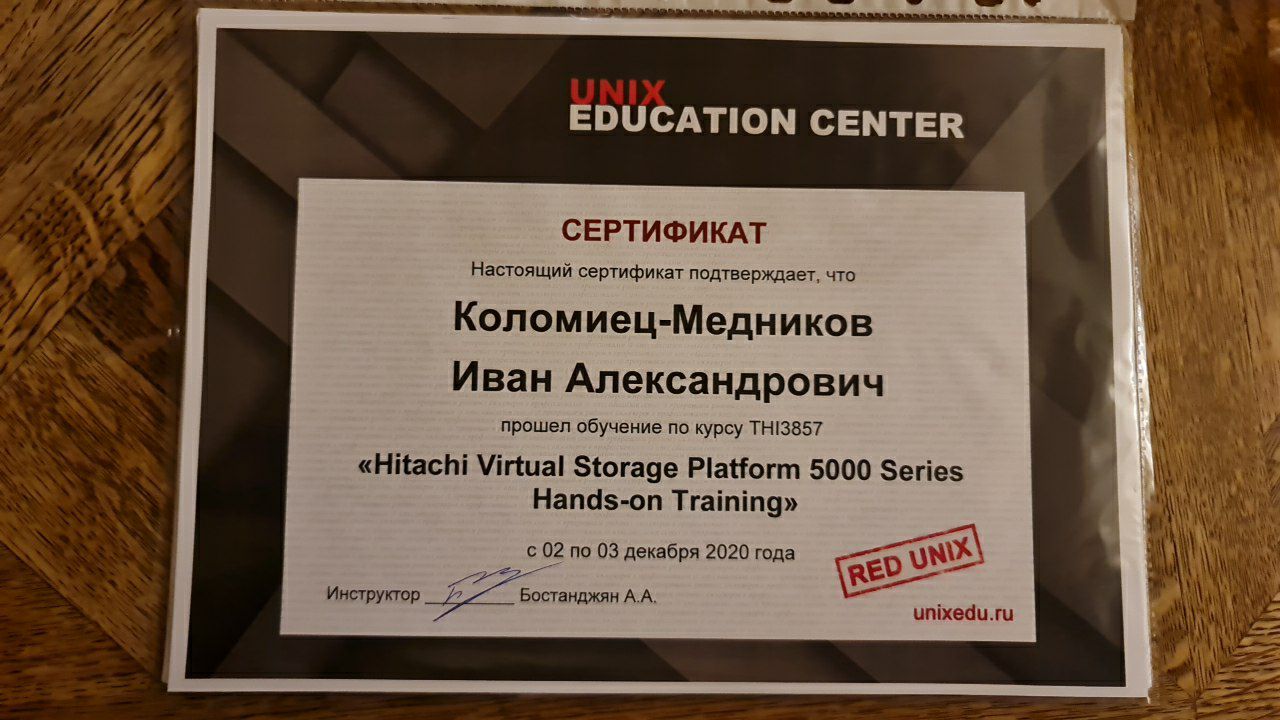 UNIX
EDUCATION CENTER
СЕРТИФИКАТ
Настоящий сертификат подтверждает, что
Коломиец-Медников
Иван Александрович
прошел обучение по курсу THI3857
«Hitachi Virtual Storage Platform 5000 Series
Hands-on Training»
с 02 по 03 декабря 2020 года
RED UNIX
Инструктор _________ Бостанджян А.А.
unixedu.ru